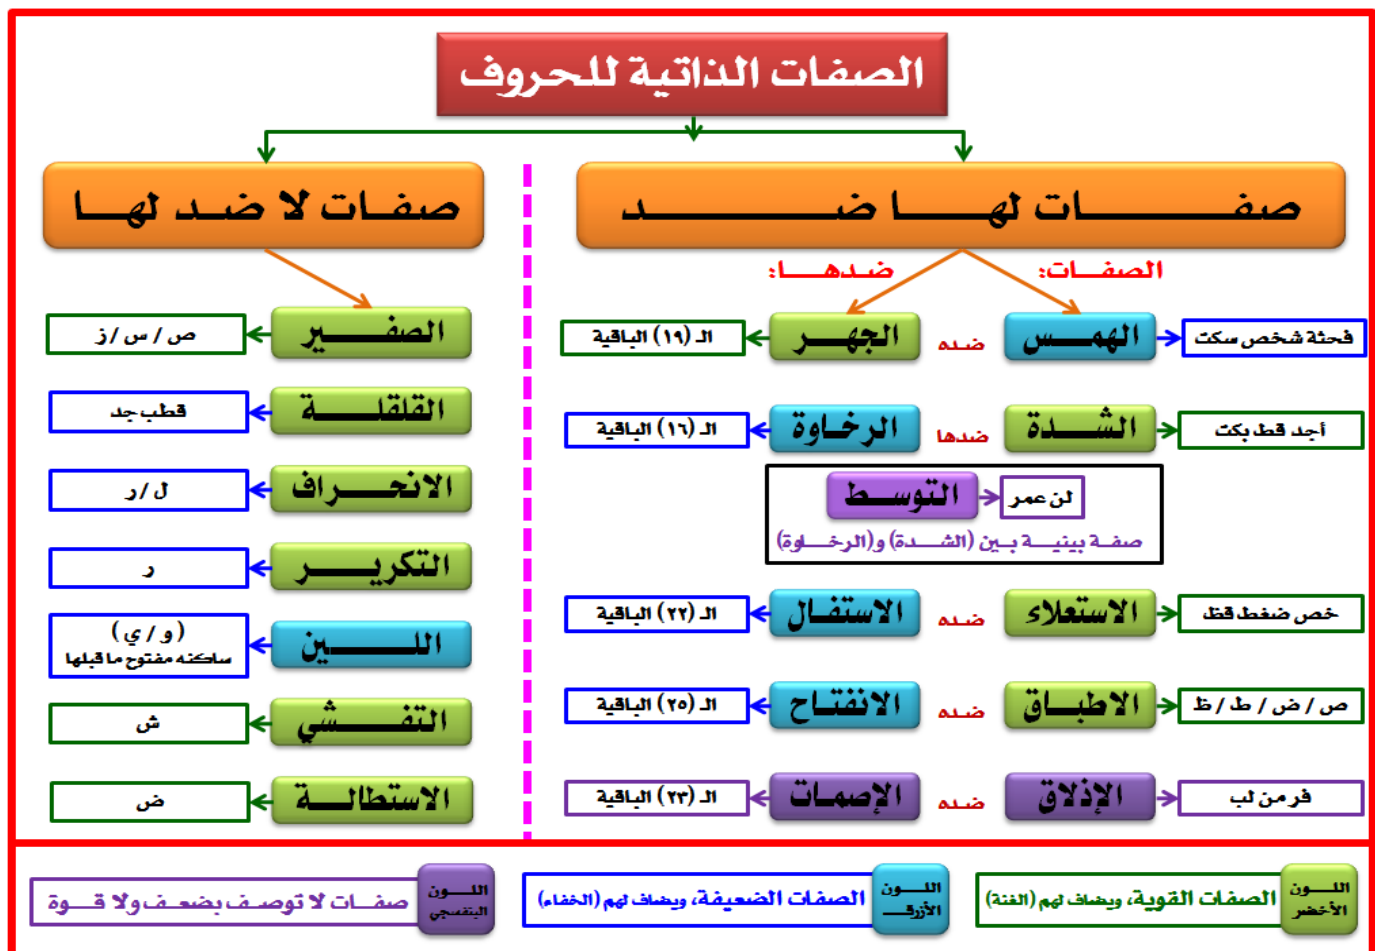 الصفات الذاتية للحروف
صفات لها ضد
الصفات:
ضدها:
فحثة شخص سكت
الهمس
ضده
الجهر
الـ (١٩) الباقية
أجد قط بكت
الشدة
ضدها
الرخاوة
الـ (١٦) الباقية
التوسط
لن عمر
صفة بينية بين (الشدة) و(الرخاوة)
خص ضغط قظ
الاستعلاء
ضده
الاستفال
الـ (٢٢) الباقية
ص / ض / ط / ظ
الاطباق
ضده
الانفتاح
الـ (٢٥) الباقية
فر من لب
الإذلاق
ضده
الإصمات
الـ (٢٣) الباقية
صفات لا ضد لها
الصفير
ص / س / ز
القلقلة
قطب جد
الانحراف
ل / ر
التكرير
ر
اللين
( و / ي )
ساكنه مفتوح ما قبلها
التفشي
ش
الاستطالة
ض
اللون
الأخضر
الصفات القوية، ويضاف لهم (الغنة)
اللون
الأزرق
الصفات الضعيفة، ويضاف لهم (الخفاء)
اللون
البنفسجي
صفات لا توصف بضعف ولا قوة